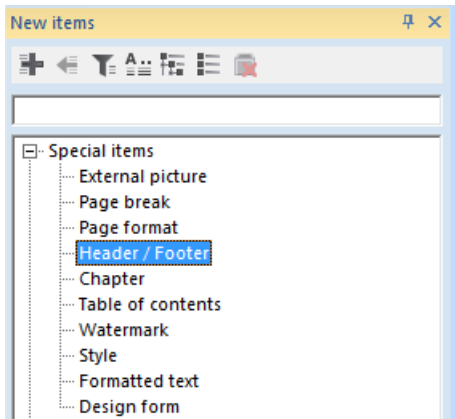 New items
Special items
External picture
Page break
Page format
Header / Footer
Chapter
Table of contents
Watermark
Style
Formatted text
Design form